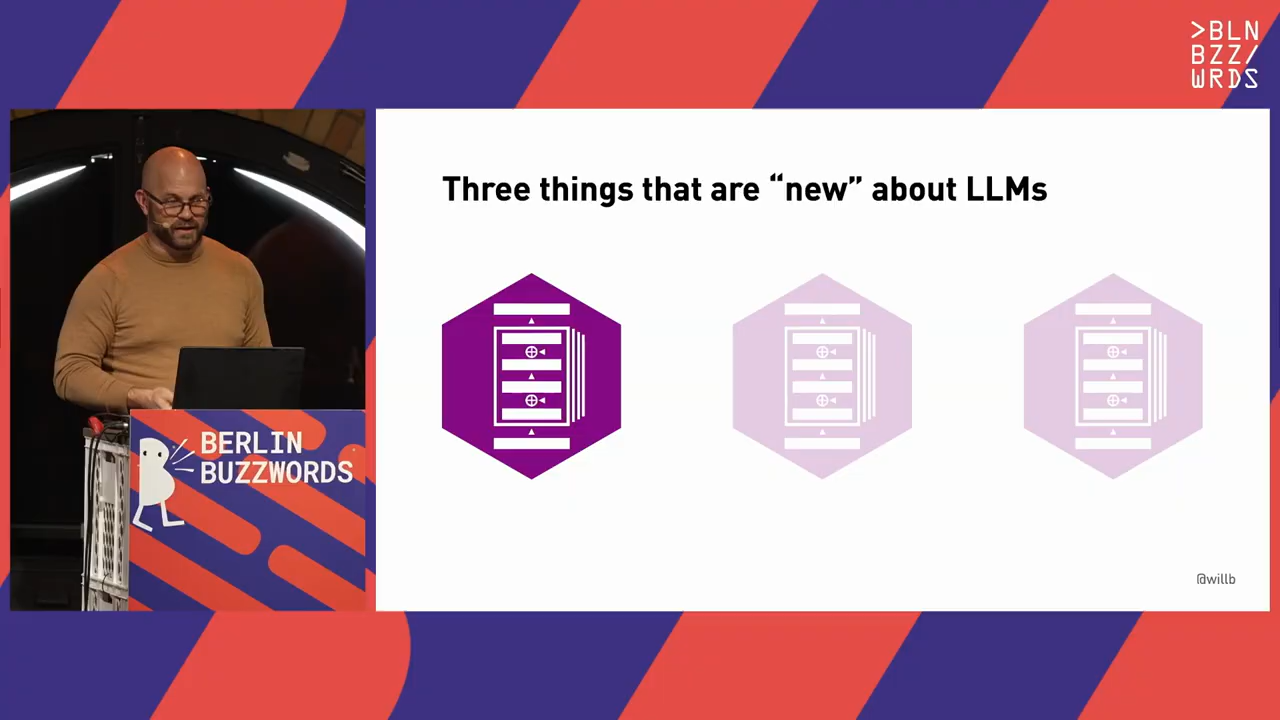 >BLN
BZZ/
WRDS
Three things that are “new” about LLMs
BERLIN
BUZZWORDS
@willb